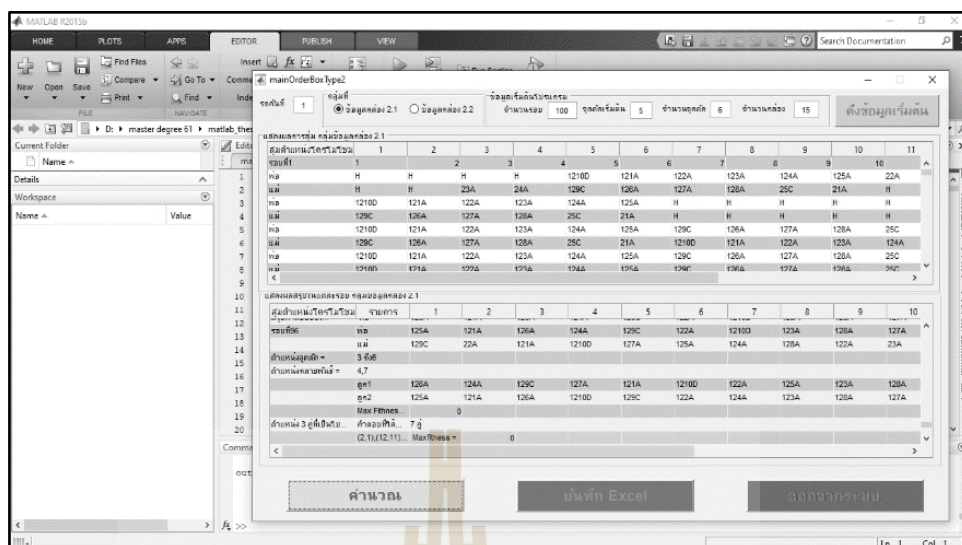 MATLAB R2015b
HOME PLOTS APPS EDITOR PUBLISH VIEW Search Documentation
New Open Save Find Files Compare Print Go To Find Insert fx
FILE NAVIGATE
D: master degree 61
Current Folder
Name
Details
Workspace
Name Value
mainOrderBoxType2
รอบที่ 1 กลุ่มที่ ข้อมูลกล่อง 2.1 ข้อมูลกล่อง 2.2
ข้อมูลเริ่มต้นโปรแกรม
จำนวนรอบ 100 จุดตัดเริ่มต้น 5 จำนวนจุดตัด 6 จำนวนกล่อง 15 ดึงข้อมูลเริ่มต้น
แสดงผลการสุ่ม กลุ่มข้อมูลกล่อง 2.1
สุ่มตำแหน่งโครโมโซม 1 2 3 4 5 6 7 8 9 10 11
รอบที่1 1 2 3 4 5 6 7 8 9 10
พ่อ H H H H 1210D 121A 122A 123A 124A 125A 22A
แม่ H H 23A 24A 129C 126A 127A 128A 25C 21A H
พ่อ 1210D 121A 122A 123A 124A 125A H H H H H
แม่ 129C 126A 127A 128A 25C 21A H H H H H
พ่อ 1210D 121A 122A 123A 124A 125A 129C 126A 127A 128A 25C
แม่ 129C 126A 127A 128A 25C 21A 1210D 121A 122A 123A 124A
พ่อ 1210D 121A 122A 123A 124A 125A 129C 126A 127A 128A 25C
แม่ 1210D 121A 122A 123A 124A 125A 129C 126A 127A 128A 25C
แสดงผลสรุปในแต่ละรอบ กลุ่มข้อมูลกล่อง 2.1
สุ่มตำแหน่งโครโมโซม รายการ 1 2 3 4 5 6 7 8 9 10
รอบที่96 พ่อ 125A 121A 126A 124A 129C 122A 1210D 123A 128A 127A
แม่ 129C 22A 121A 1210D 127A 125A 124A 128A 122A 23A
ตำแหน่งจุดตัด = 3 ถึง6
ตำแหน่งกลายพันธุ์ = 4,7
ลูก1 126A 124A 129C 127A 121A 1210D 122A 125A 123A 128A
ลูก2 125A 121A 126A 1210D 129C 122A 124A 123A 128A 127A
Max Fithnes... 0
ตำแหน่ง 3 คู่ที่เป็นไป... คำตอบที่ได้... 7 คู่
(2,1),(12,11)... Maxfitness = 0
คำนวณ บันทึก Excel ออกจากระบบ
out
fx >>
Ln 1 Col 1